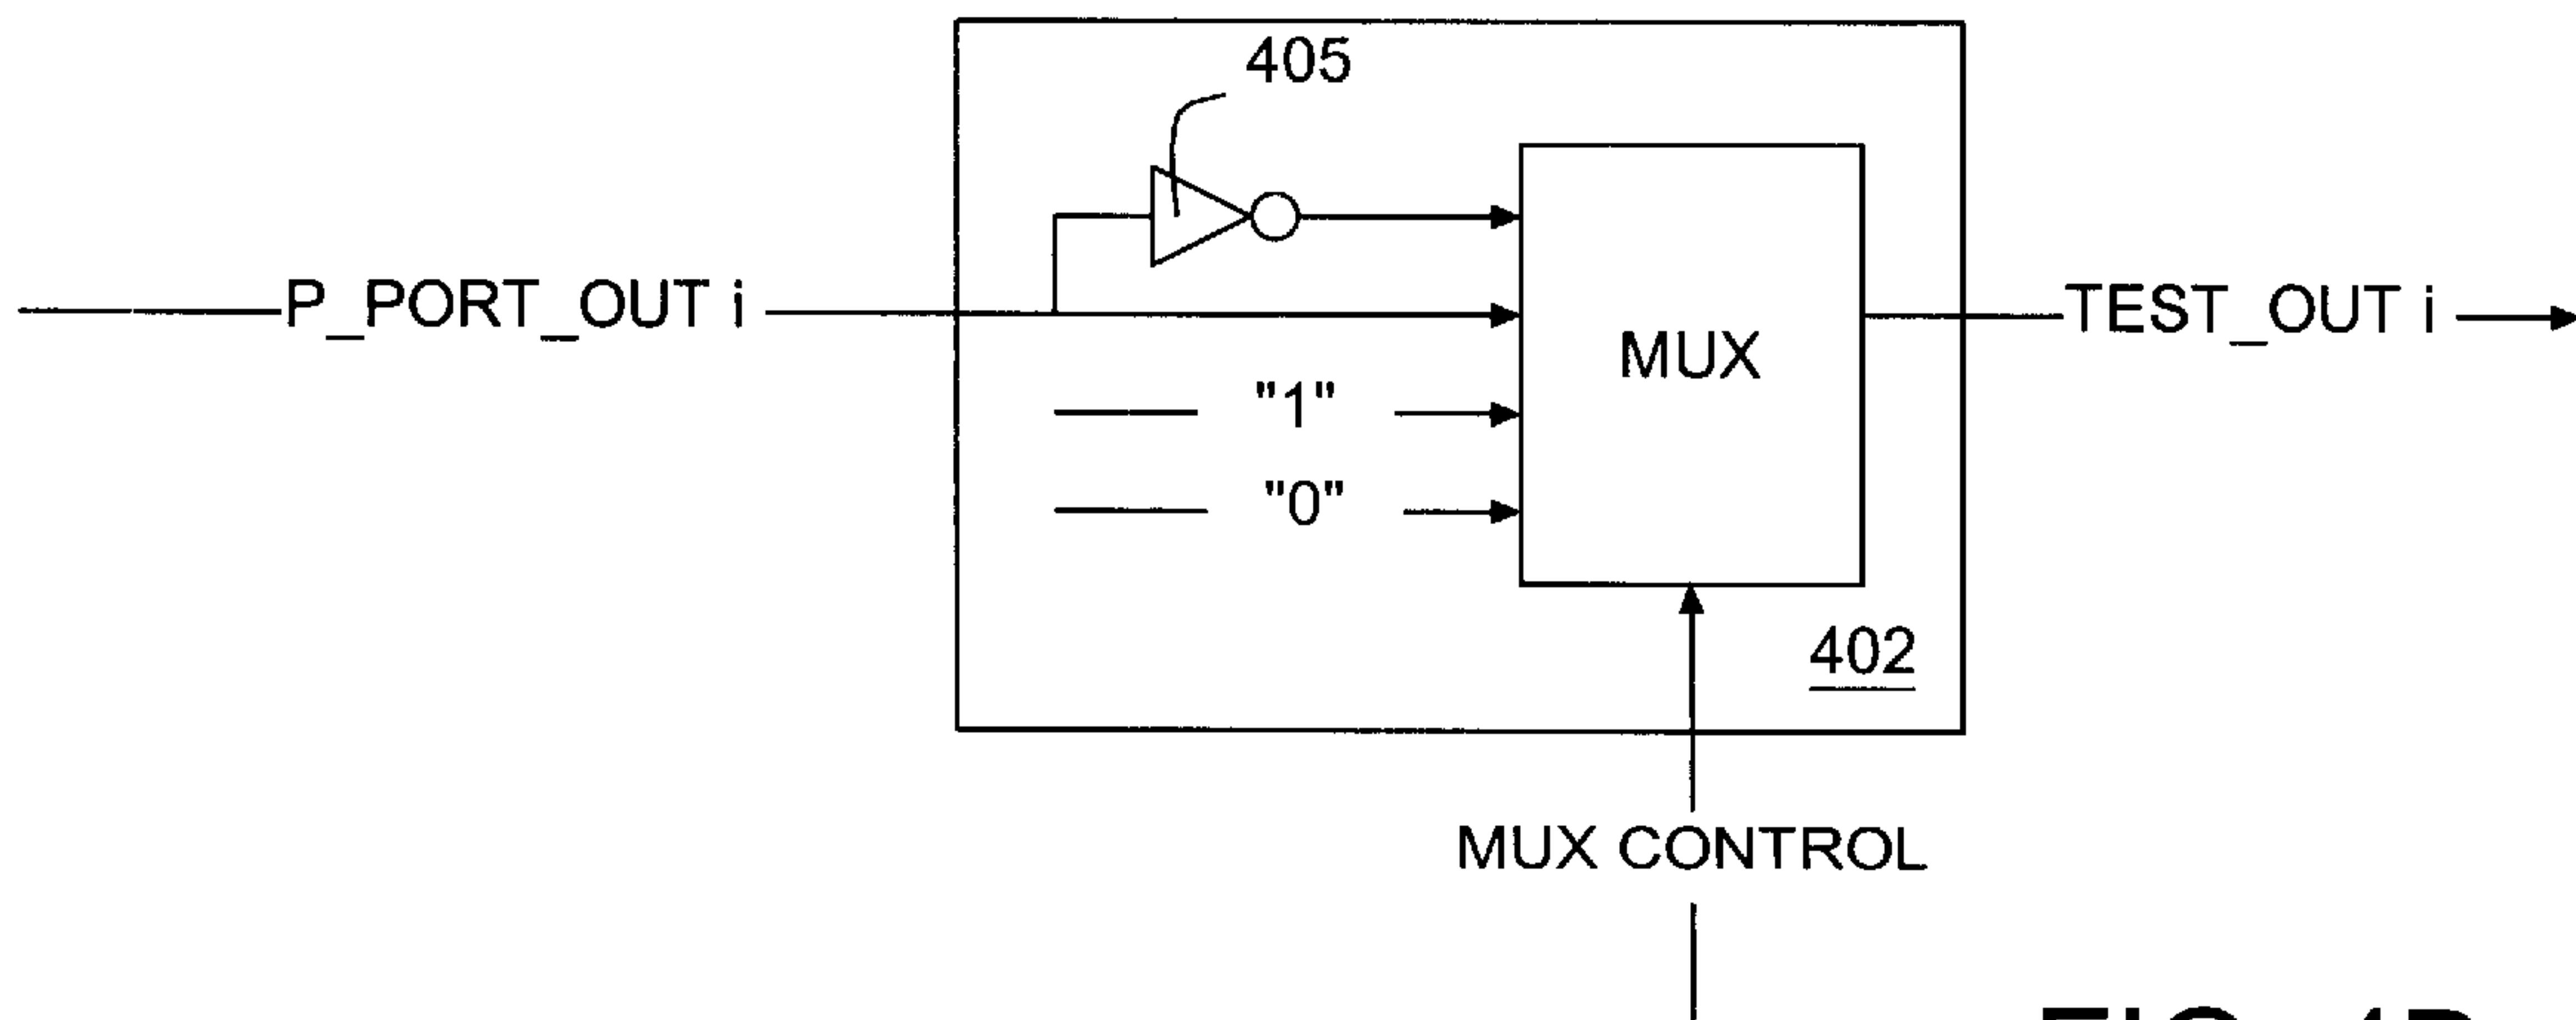 405
P_PORT_OUT i
TEST_OUT i
MUX
"1"
"0"
402
MUX CONTROL